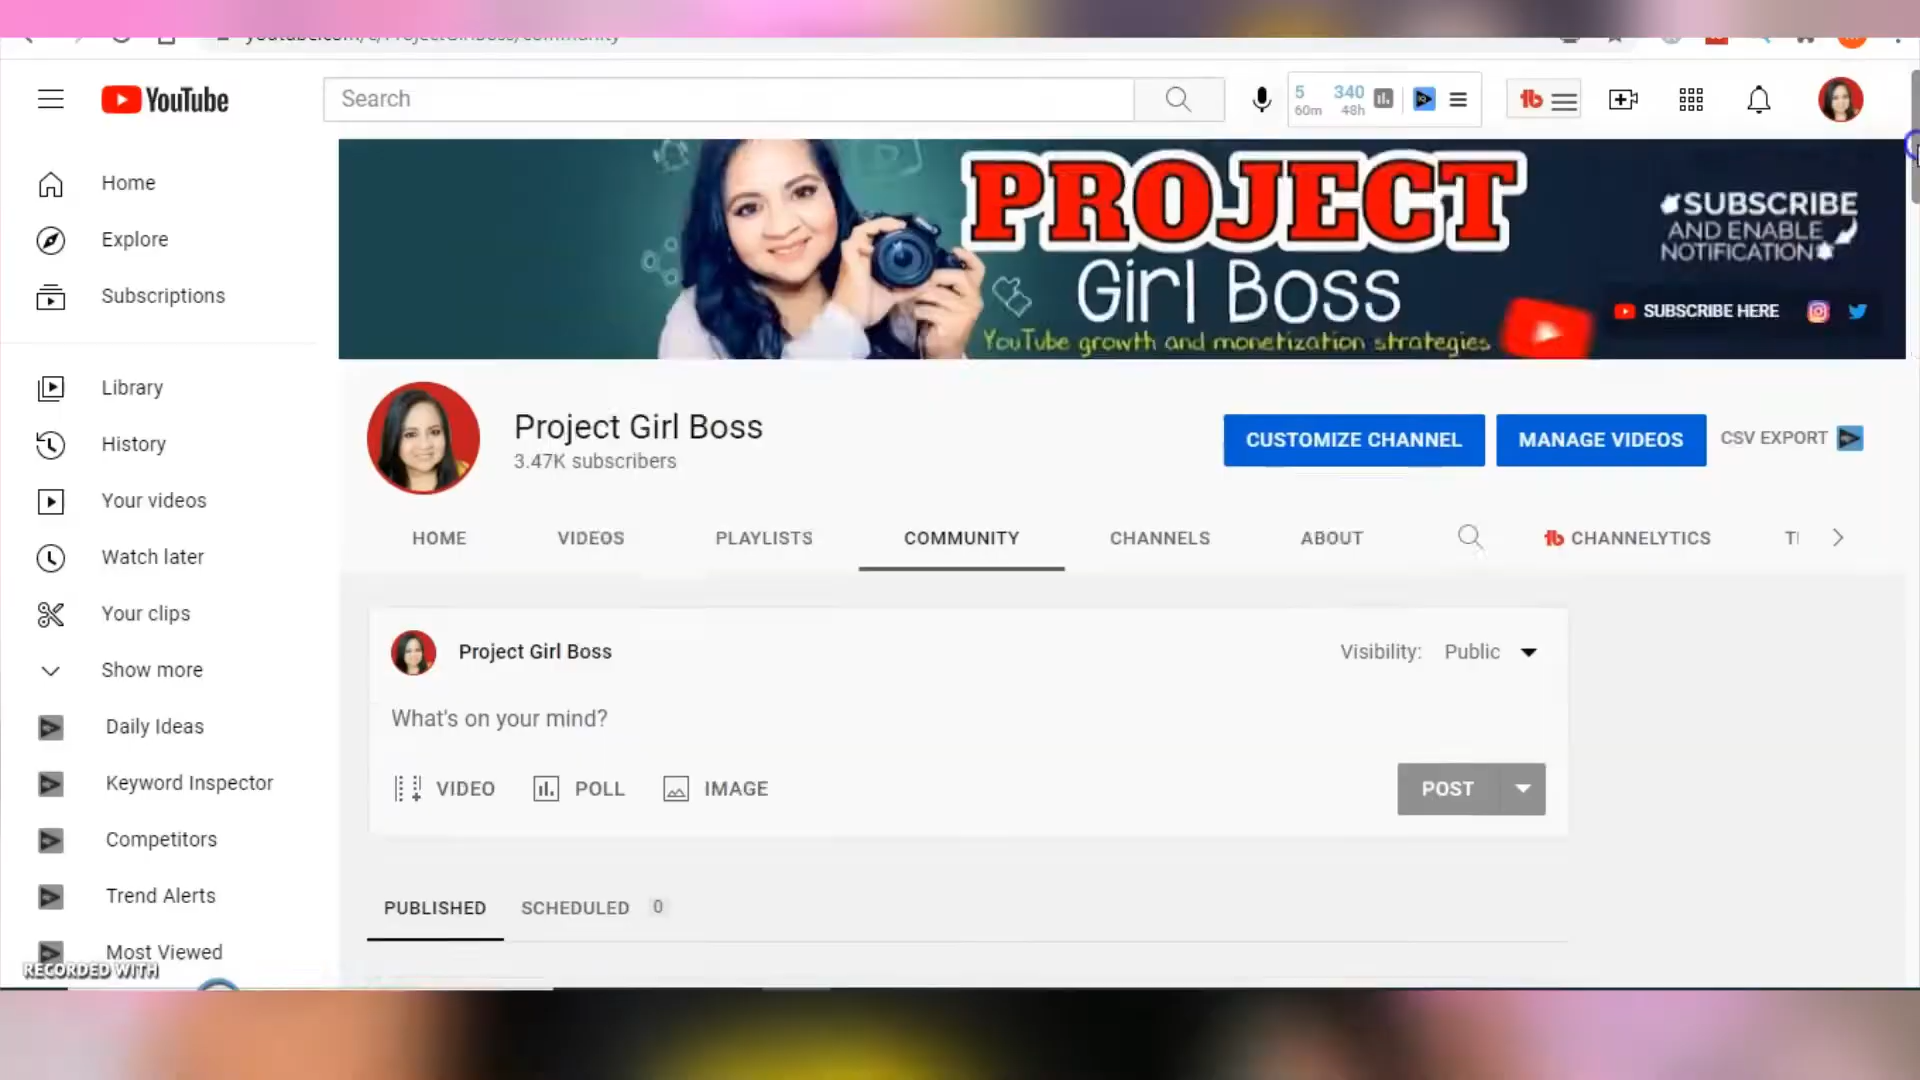 youtube.com/c/ProjectGirlBoss/community
YouTube
Search
5
60m
340
48h
Home
Explore
Subscriptions
Library
History
Your videos
Watch later
Your clips
Show more
Daily Ideas
Keyword Inspector
Competitors
Trend Alerts
Most Viewed
RECORDED WITH
PROJECT
Girl Boss
YouTube growth and monetization strategies
SUBSCRIBE
AND ENABLE
NOTIFICATION
SUBSCRIBE HERE
Project Girl Boss
3.47K subscribers
CUSTOMIZE CHANNEL
MANAGE VIDEOS
CSV EXPORT
HOME VIDEOS PLAYLISTS COMMUNITY CHANNELS ABOUT CHANNELYTICS
Project Girl Boss
Visibility: Public
What's on your mind?
VIDEO POLL IMAGE
POST
PUBLISHED SCHEDULED 0